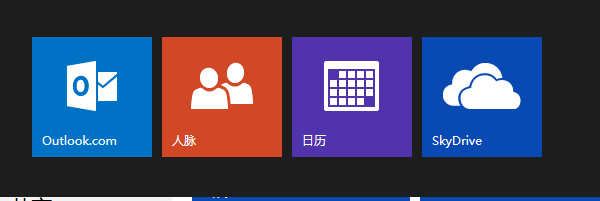 Outlook.com
人脉
日历
SkyDrive